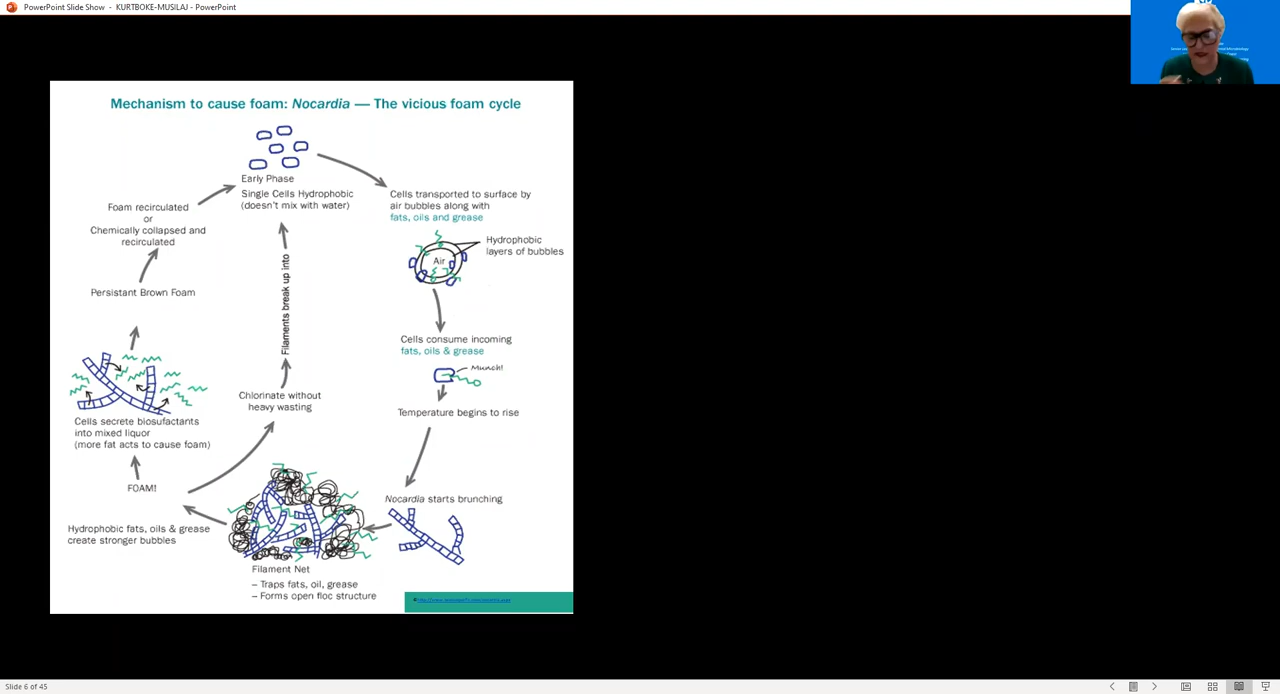 PowerPoint Slide Show - KURTBOKE-MUSILAJ - PowerPoint
Mechanism to cause foam: Nocardia — The vicious foam cycle
Early Phase
Single Cells Hydrophobic
(doesn't mix with water)
Cells transported to surface by
air bubbles along with
fats, oils and grease
Hydrophobic
layers of bubbles
Air
Cells consume incoming
fats, oils & grease
Munch!
Temperature begins to rise
Nocardia starts brunching
Filament Net
– Traps fats, oil, grease
– Forms open floc structure
Hydrophobic fats, oils & grease
create stronger bubbles
FOAM!
Cells secrete biosufactants
into mixed liquor
(more fat acts to cause foam)
Persistant Brown Foam
Foam recirculated
or
Chemically collapsed and
recirculated
Chlorinate without
heavy wasting
Filaments break up into
Slide 6 of 45